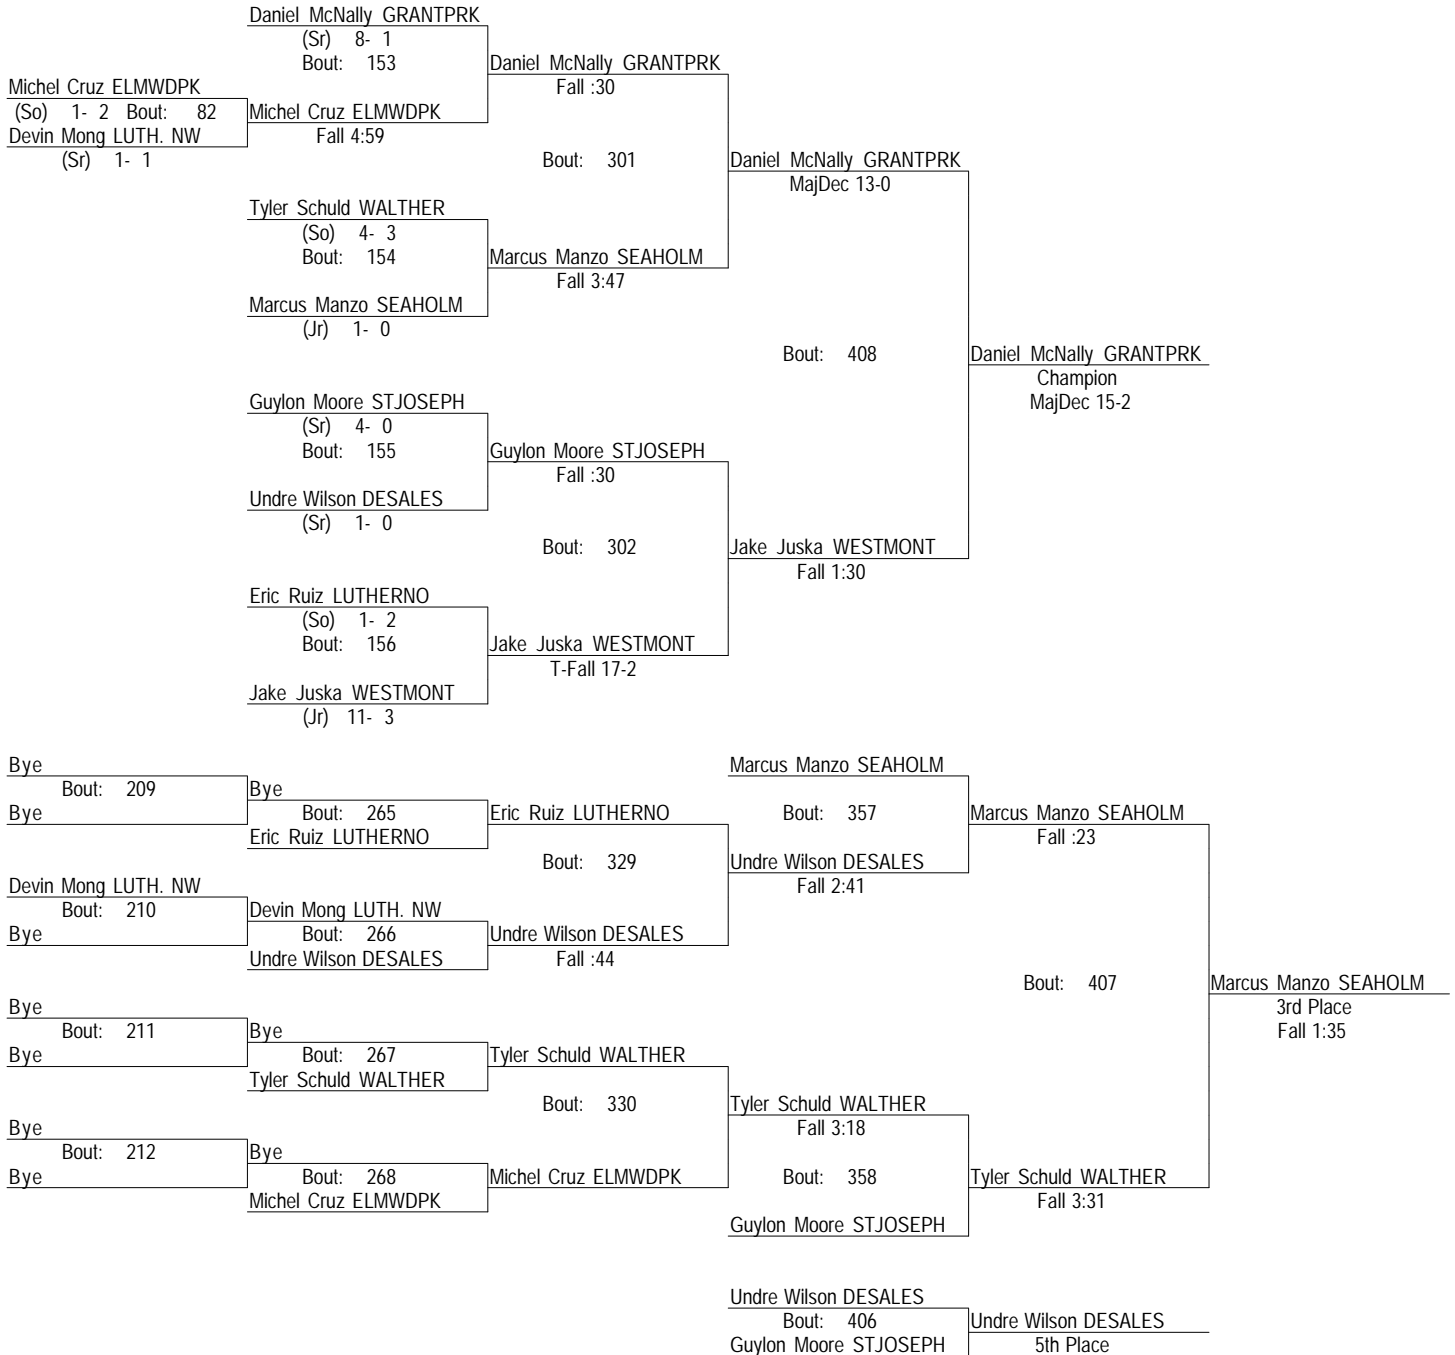 Daniel McNally GRANTPRK
(Sr) 8- 1
Bout: 153
Daniel McNally GRANTPRK
Fall :30
Michel Cruz ELMWDPK
(So) 1- 2 Bout: 82
Michel Cruz ELMWDPK
Fall 4:59
Devin Mong LUTH. NW
(Sr) 1- 1
Bout: 301
Daniel McNally GRANTPRK
MajDec 13-0
Tyler Schuld WALTHER
(So) 4- 3
Bout: 154
Marcus Manzo SEAHOLM
Fall 3:47
Marcus Manzo SEAHOLM
(Jr) 1- 0
Bout: 408
Daniel McNally GRANTPRK
Champion
MajDec 15-2
Guylon Moore STJOSEPH
(Sr) 4- 0
Bout: 155
Guylon Moore STJOSEPH
Fall :30
Undre Wilson DESALES
(Sr) 1- 0
Bout: 302
Jake Juska WESTMONT
Fall 1:30
Eric Ruiz LUTHERNO
(So) 1- 2
Bout: 156
Jake Juska WESTMONT
T-Fall 17-2
Jake Juska WESTMONT
(Jr) 11- 3
Bye
Bout: 209
Bye
Bye
Bout: 265
Eric Ruiz LUTHERNO
Eric Ruiz LUTHERNO
Bout: 329
Marcus Manzo SEAHOLM
Bout: 357
Marcus Manzo SEAHOLM
Fall :23
Undre Wilson DESALES
Fall 2:41
Devin Mong LUTH. NW
Bout: 210
Bye
Devin Mong LUTH. NW
Bout: 266
Undre Wilson DESALES
Undre Wilson DESALES
Fall :44
Bout: 407
Marcus Manzo SEAHOLM
3rd Place
Fall 1:35
Bye
Bout: 211
Bye
Bye
Bout: 267
Tyler Schuld WALTHER
Tyler Schuld WALTHER
Bout: 330
Tyler Schuld WALTHER
Fall 3:18
Bye
Bout: 212
Bye
Bye
Bout: 268
Michel Cruz ELMWDPK
Michel Cruz ELMWDPK
Bout: 358
Tyler Schuld WALTHER
Fall 3:31
Guylon Moore STJOSEPH
Undre Wilson DESALES
Bout: 406
Undre Wilson DESALES
Guylon Moore STJOSEPH
5th Place